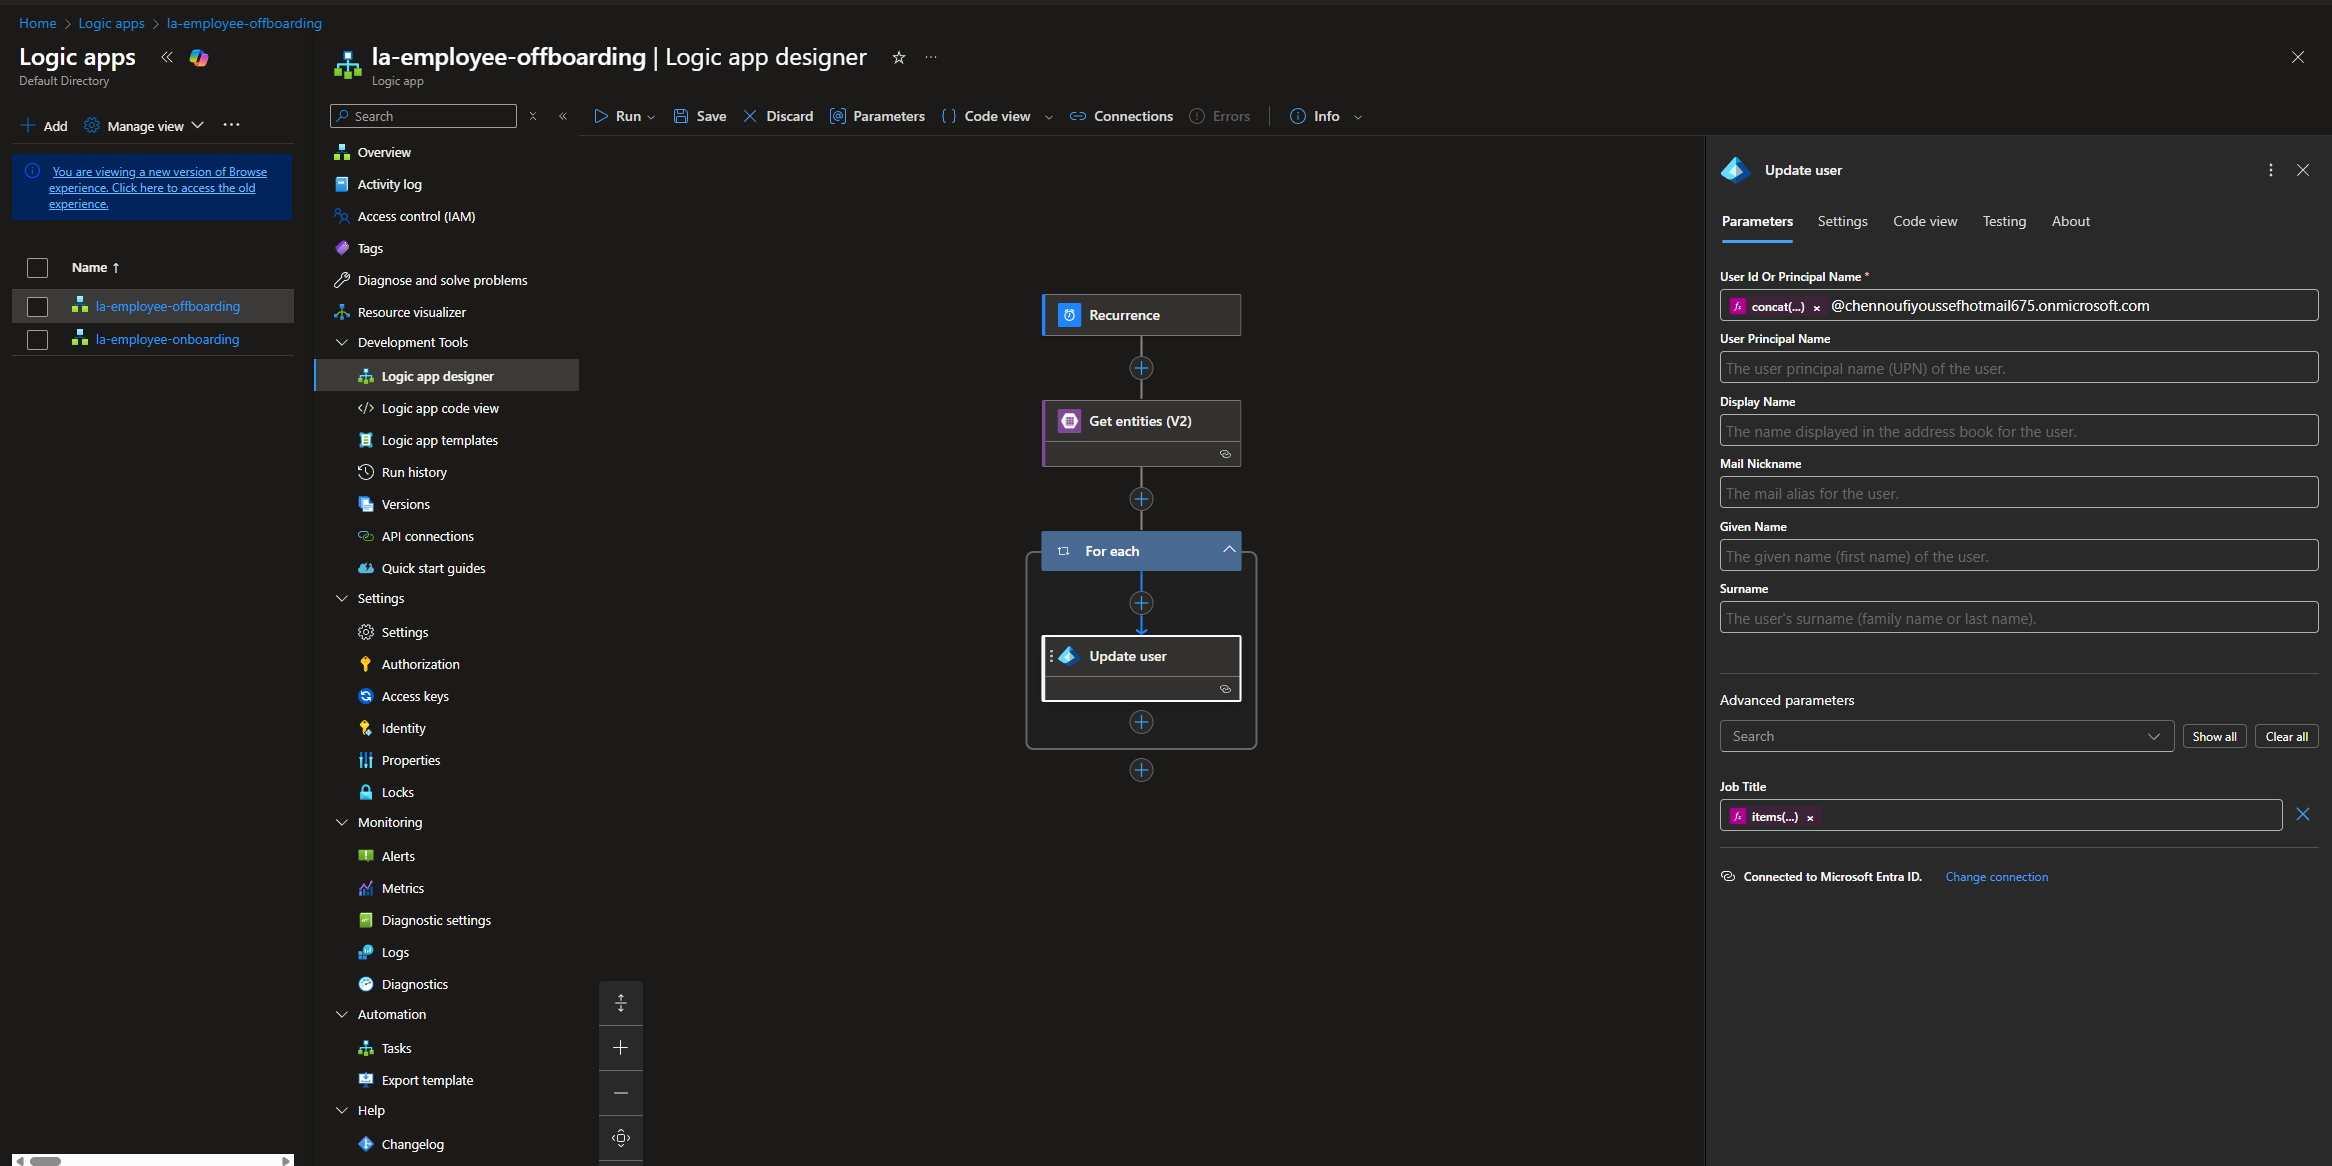 Home > Logic apps > la-employee-offboarding
Logic apps
Default Directory
Add
Manage view
You are viewing a new version of Browse
experience. Click here to access the old
experience.
Name ↑
la-employee-offboarding
la-employee-onboarding
la-employee-offboarding | Logic app designer
Logic app
Search
Overview
Activity log
Access control (IAM)
Tags
Diagnose and solve problems
Resource visualizer
Development Tools
Logic app designer
Logic app code view
Logic app templates
Run history
Versions
API connections
Quick start guides
Settings
Settings
Authorization
Access keys
Identity
Properties
Locks
Monitoring
Alerts
Metrics
Diagnostic settings
Logs
Diagnostics
Automation
Tasks
Export template
Help
Changelog
Run
Save
Discard
Parameters
Code view
Connections
Errors
Info
Recurrence
Get entities (V2)
For each
Update user
Update user
Parameters
Settings
Code view
Testing
About
User Id Or Principal Name *
concat(...) × @chennoufiyoussefhotmail675.onmicrosoft.com
User Principal Name
The user principal name (UPN) of the user.
Display Name
The name displayed in the address book for the user.
Mail Nickname
The mail alias for the user.
Given Name
The given name (first name) of the user.
Surname
The user's surname (family name or last name).
Advanced parameters
Search
Show all
Clear all
Job Title
items(...) ×
Connected to Microsoft Entra ID.
Change connection